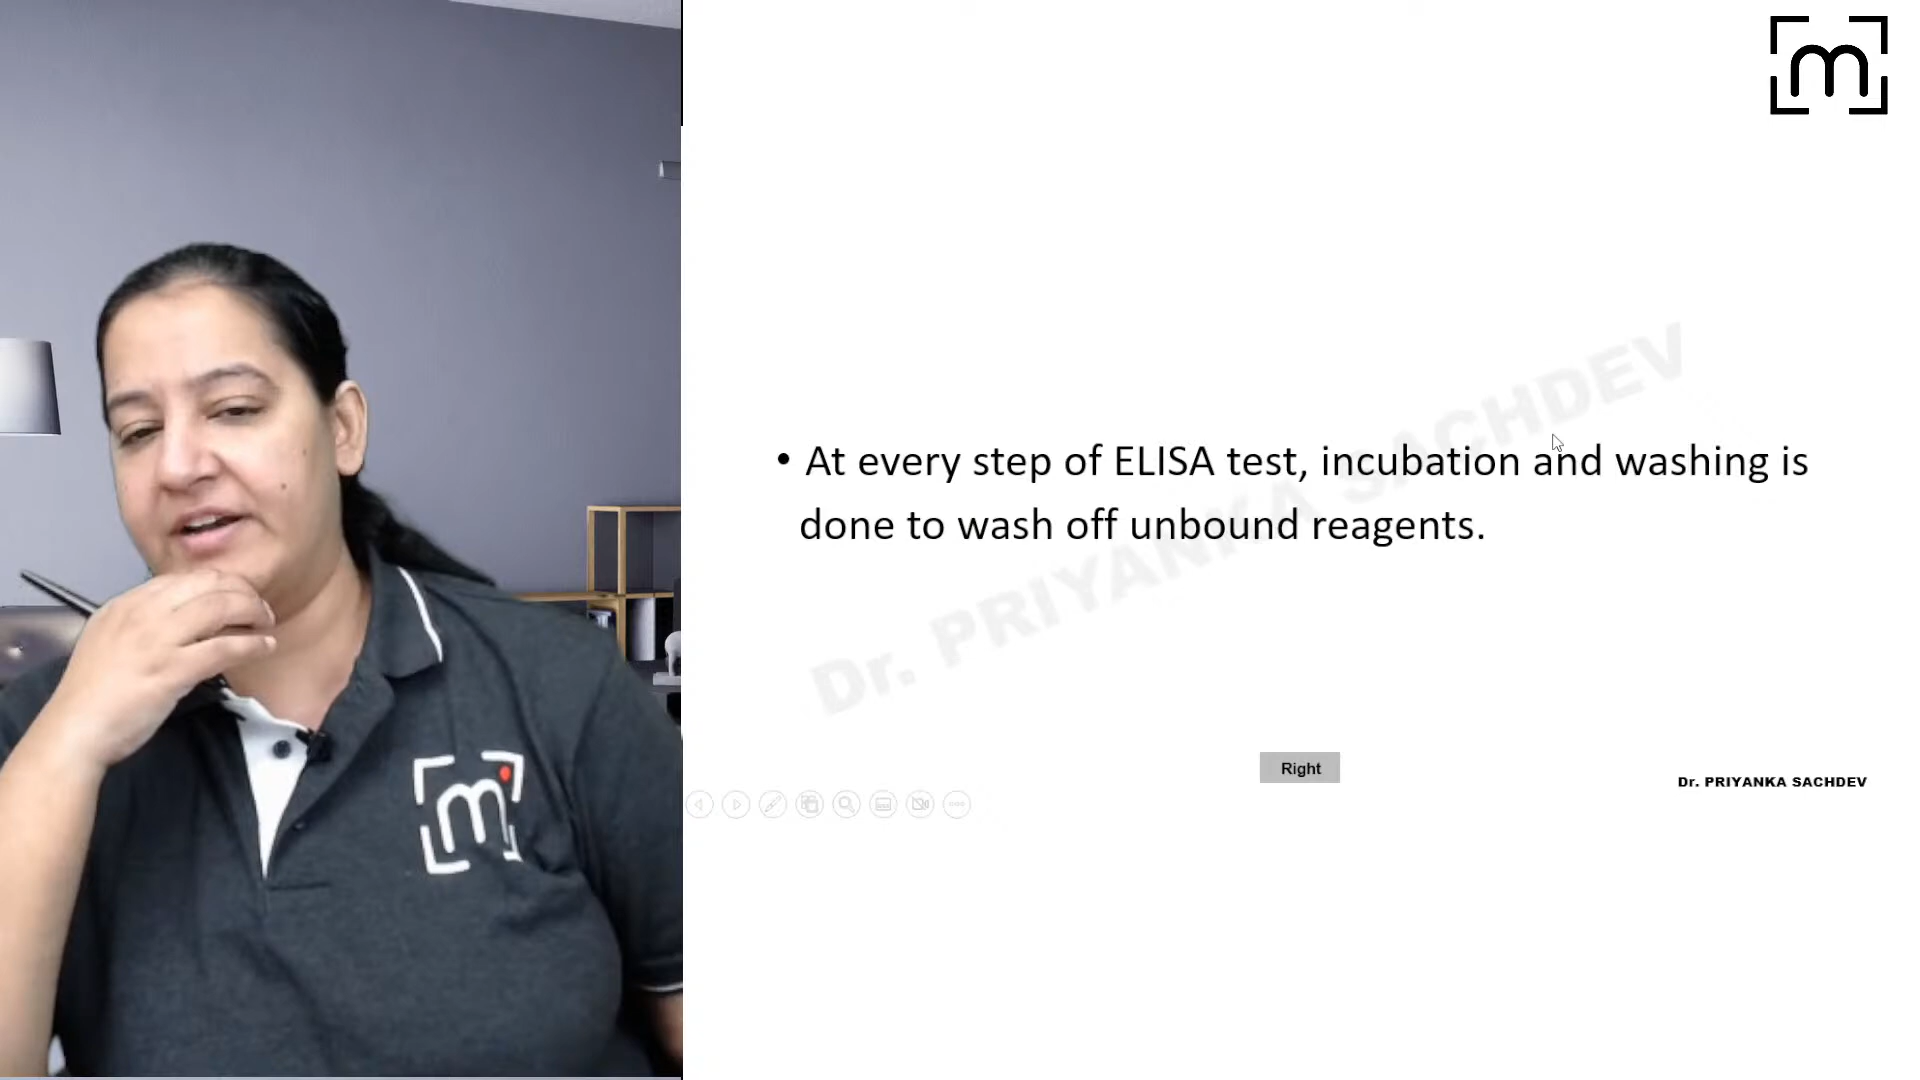 m
• At every step of ELISA test, incubation and washing is
done to wash off unbound reagents.
Dr. PRIYANKA SACHDEV
Right
Dr. PRIYANKA SACHDEV
m